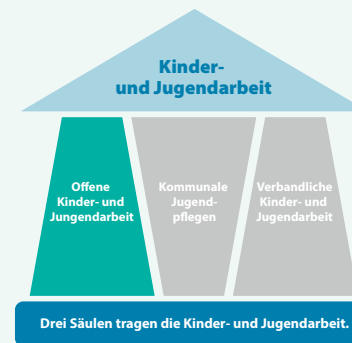 Kinder-
und Jugendarbeit
Offene
Kinder- und
Jungendarbeit
Kommunale
Jugend-
pflegen
Verbandliche
Kinder- und
Jugendarbeit
Drei Säulen tragen die Kinder- und Jugendarbeit.